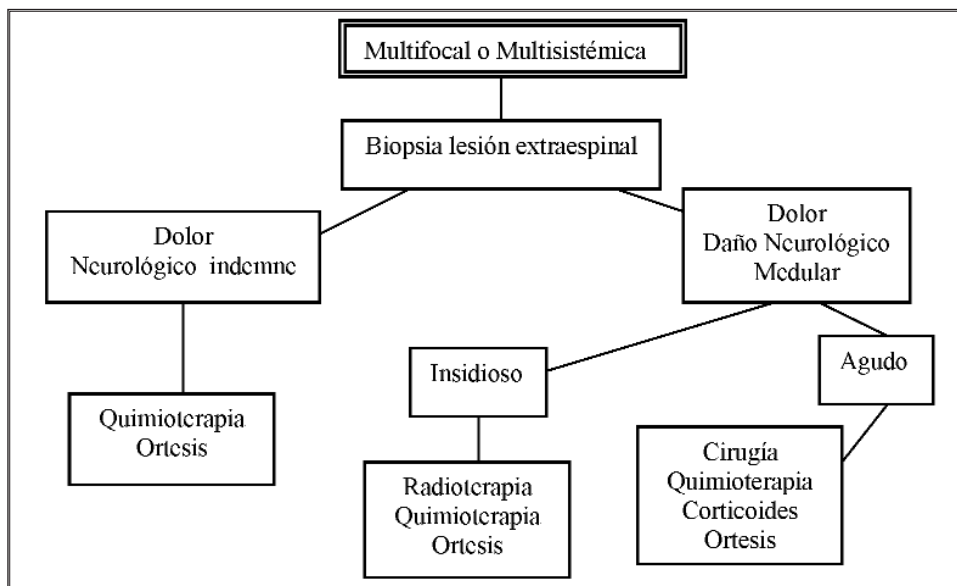 Multifocal o Multisistémica
Biopsia lesión extraespinal
Dolor
Neurológico indemne
Dolor
Daño Neurológico
Medular
Insidioso
Agudo
Quimioterapia
Ortesis
Radioterapia
Quimioterapia
Ortesis
Cirugía
Quimioterapia
Corticoides
Ortesis